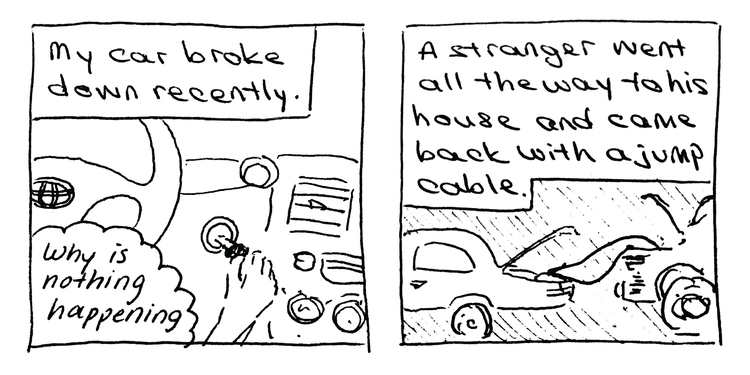 My car broke
down recently.
Why is
nothing
happening
A stranger went
all the way to his
house and came
back with a jump
cable.